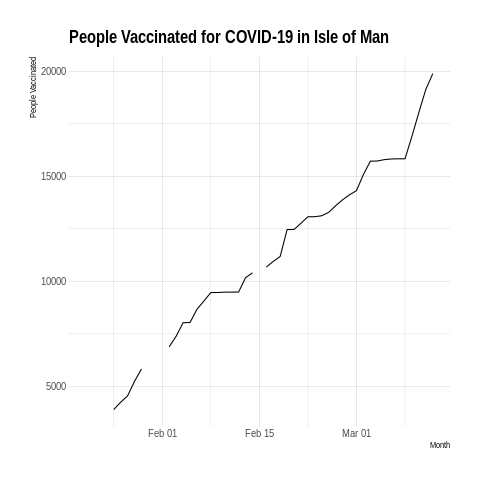 People Vaccinated for COVID-19 in Isle of Man
People Vaccinated
20000
15000
10000
5000
Feb 01 Feb 15 Mar 01
Month